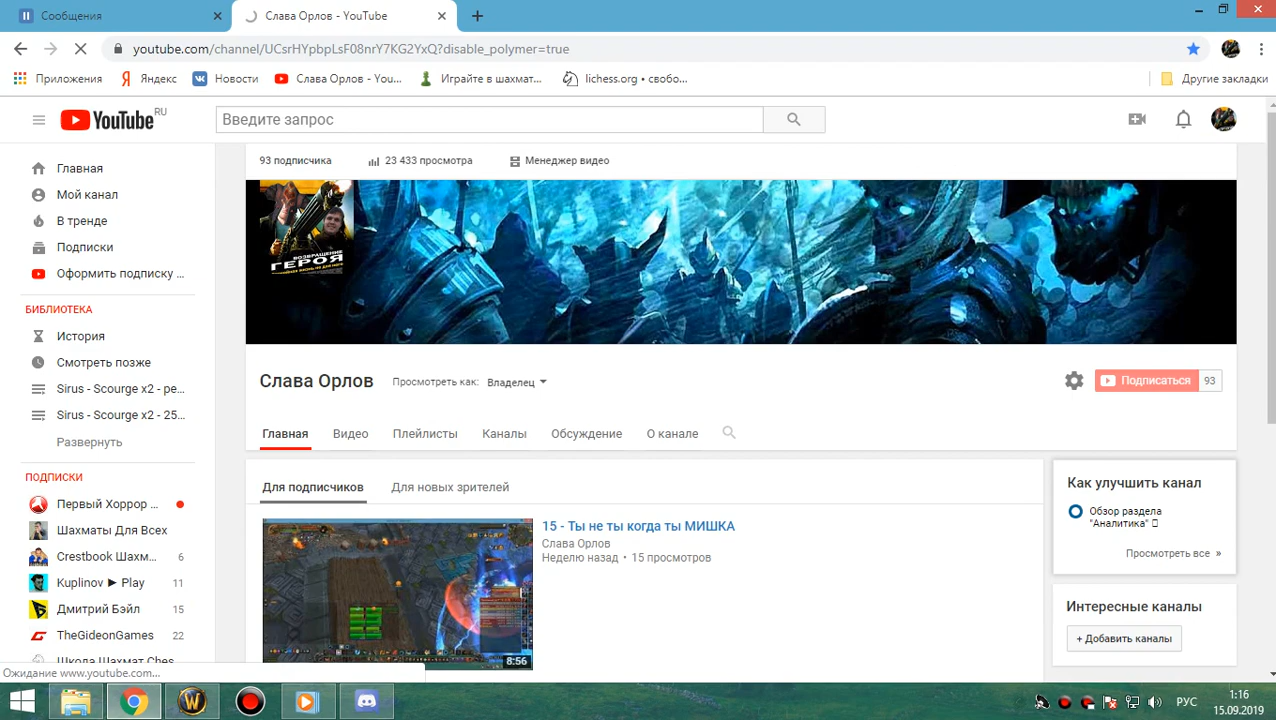 Сообщения
Слава Орлов - YouTube
youtube.com/channel/UCsrHYpbpLsF08nrY7KG2YxQ?disable_polymer=true
Приложения
Яндекс
Новости
Слава Орлов - You...
Играйте в шахмат...
lichess.org • свобо...
Другие закладки
YouTube RU
Введите запрос
Главная
Мой канал
В тренде
Подписки
Оформить подписку ...
БИБЛИОТЕКА
История
Смотреть позже
Sirus - Scourge x2 - ре...
Sirus - Scourge x2 - 25...
Развернуть
ПОДПИСКИ
Первый Хоррор ...
Шахматы Для Всех
Crestbook Шахм... 6
Kuplinov ► Play 11
Дмитрий Бэйл 15
TheGideonGames 22
Школа Шахмат Ches
Ожидание www.youtube.com...
93 подписчика
23 433 просмотра
Менеджер видео
ВОЗВРАЩЕНИЕ
ГЕРОЯ
Слава Орлов
Просмотреть как: Владелец
Подписаться 93
Главная
Видео
Плейлисты
Каналы
Обсуждение
О канале
Для подписчиков
Для новых зрителей
15 - Ты не ты когда ты МИШКА
Слава Орлов
Неделю назад • 15 просмотров
8:56
Как улучшить канал
Обзор раздела
"Аналитика"
Просмотреть все »
Интересные каналы
+ Добавить каналы
РУС
1:16
15.09.2019